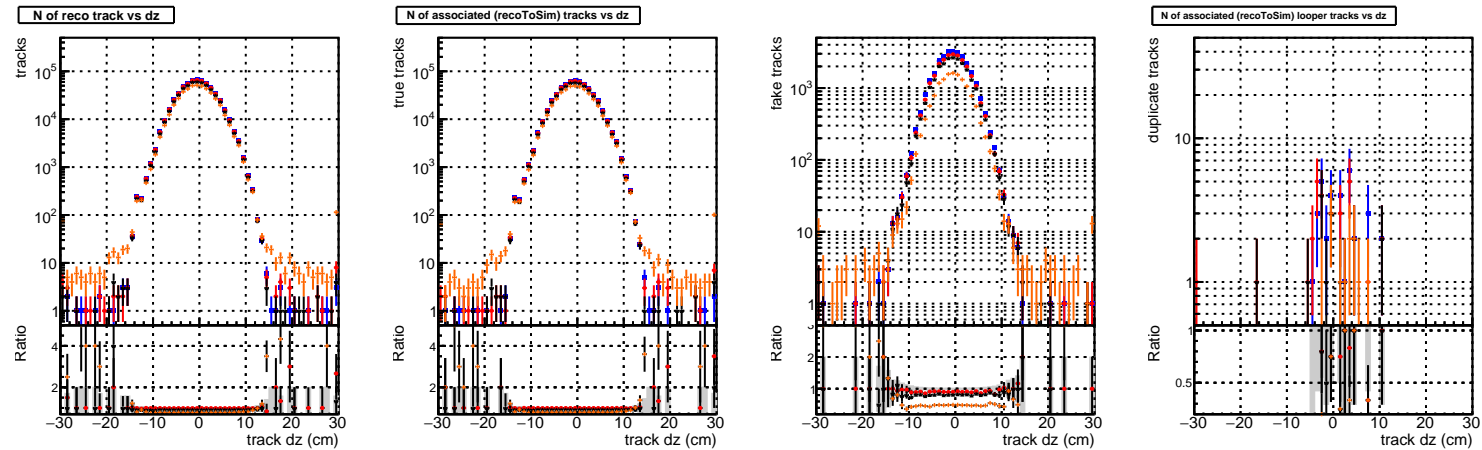 N of reco track vs dz
tracks
10^5
10^4
10^3
10^2
10
1
Ratio
4
2
−30 −20 −10 0 10 20 30
track dz (cm)
N of associated (recoToSim) tracks vs dz
true tracks
10^5
10^4
10^3
10^2
10
1
Ratio
4
2
−30 −20 −10 0 10 20 30
track dz (cm)
fake tracks
10^3
10^2
10
1
Ratio
2
1
−30 −20 −10 0 10 20 30
track dz (cm)
N of associated (recoToSim) looper tracks vs dz
duplicate tracks
10
1
Ratio
1
0.5
−30 −20 −10 0 10 20 30
track dz (cm)